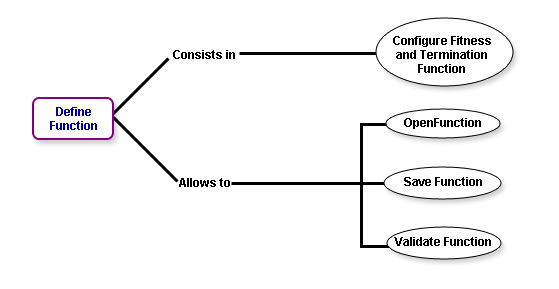 Define
Function
Consists in
Configure Fitness
and Termination
Function
Allows to
OpenFunction
Save Function
Validate Function